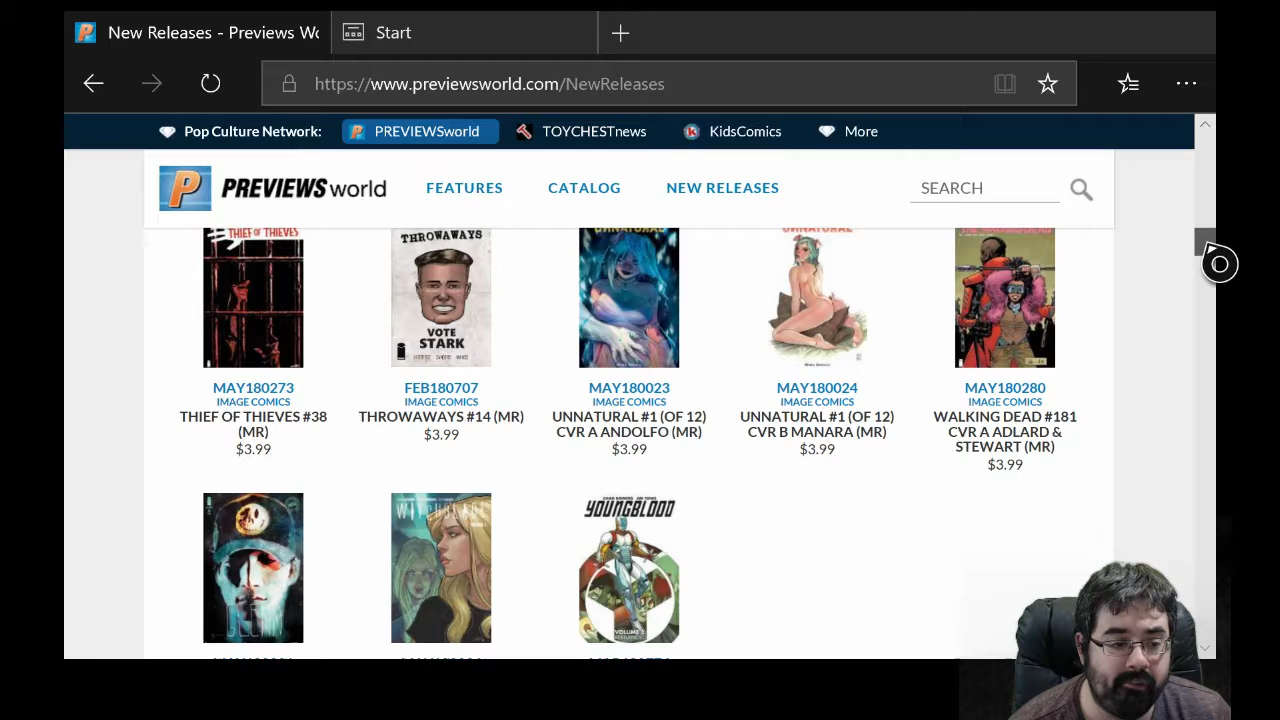 New Releases - Previews Wo
Start
https://www.previewsworld.com/NewReleases
Pop Culture Network:
PREVIEWSworld
TOYCHESTnews
KidsComics
More
P PREVIEWSworld
FEATURES
CATALOG
NEW RELEASES
SEARCH
THIEF OF THIEVES
THROWAWAYS
VOTE
STARK
MAY180273
IMAGE COMICS
THIEF OF THIEVES #38
(MR)
$3.99
FEB180707
IMAGE COMICS
THROWAWAYS #14 (MR)
$3.99
MAY180023
IMAGE COMICS
UNNATURAL #1 (OF 12)
CVR A ANDOLFO (MR)
$3.99
MAY180024
IMAGE COMICS
UNNATURAL #1 (OF 12)
CVR B MANARA (MR)
$3.99
MAY180280
IMAGE COMICS
WALKING DEAD #181
CVR A ADLARD &
STEWART (MR)
$3.99
WITCHBLADE
YOUNGBLOOD